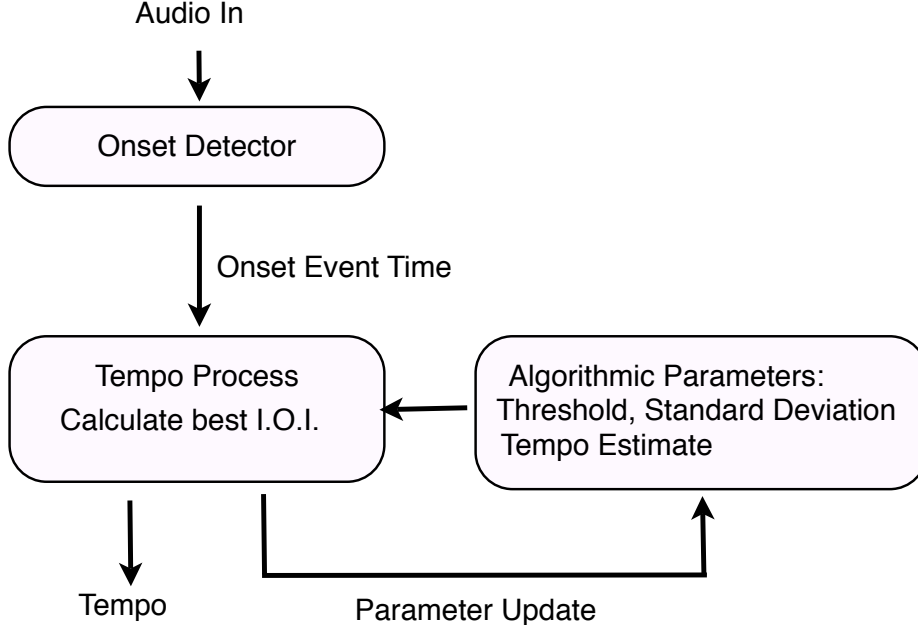 Audio In
Onset Detector
Onset Event Time
Tempo Process
Calculate best I.O.I.
Algorithmic Parameters:
Threshold, Standard Deviation
Tempo Estimate
Tempo
Parameter Update